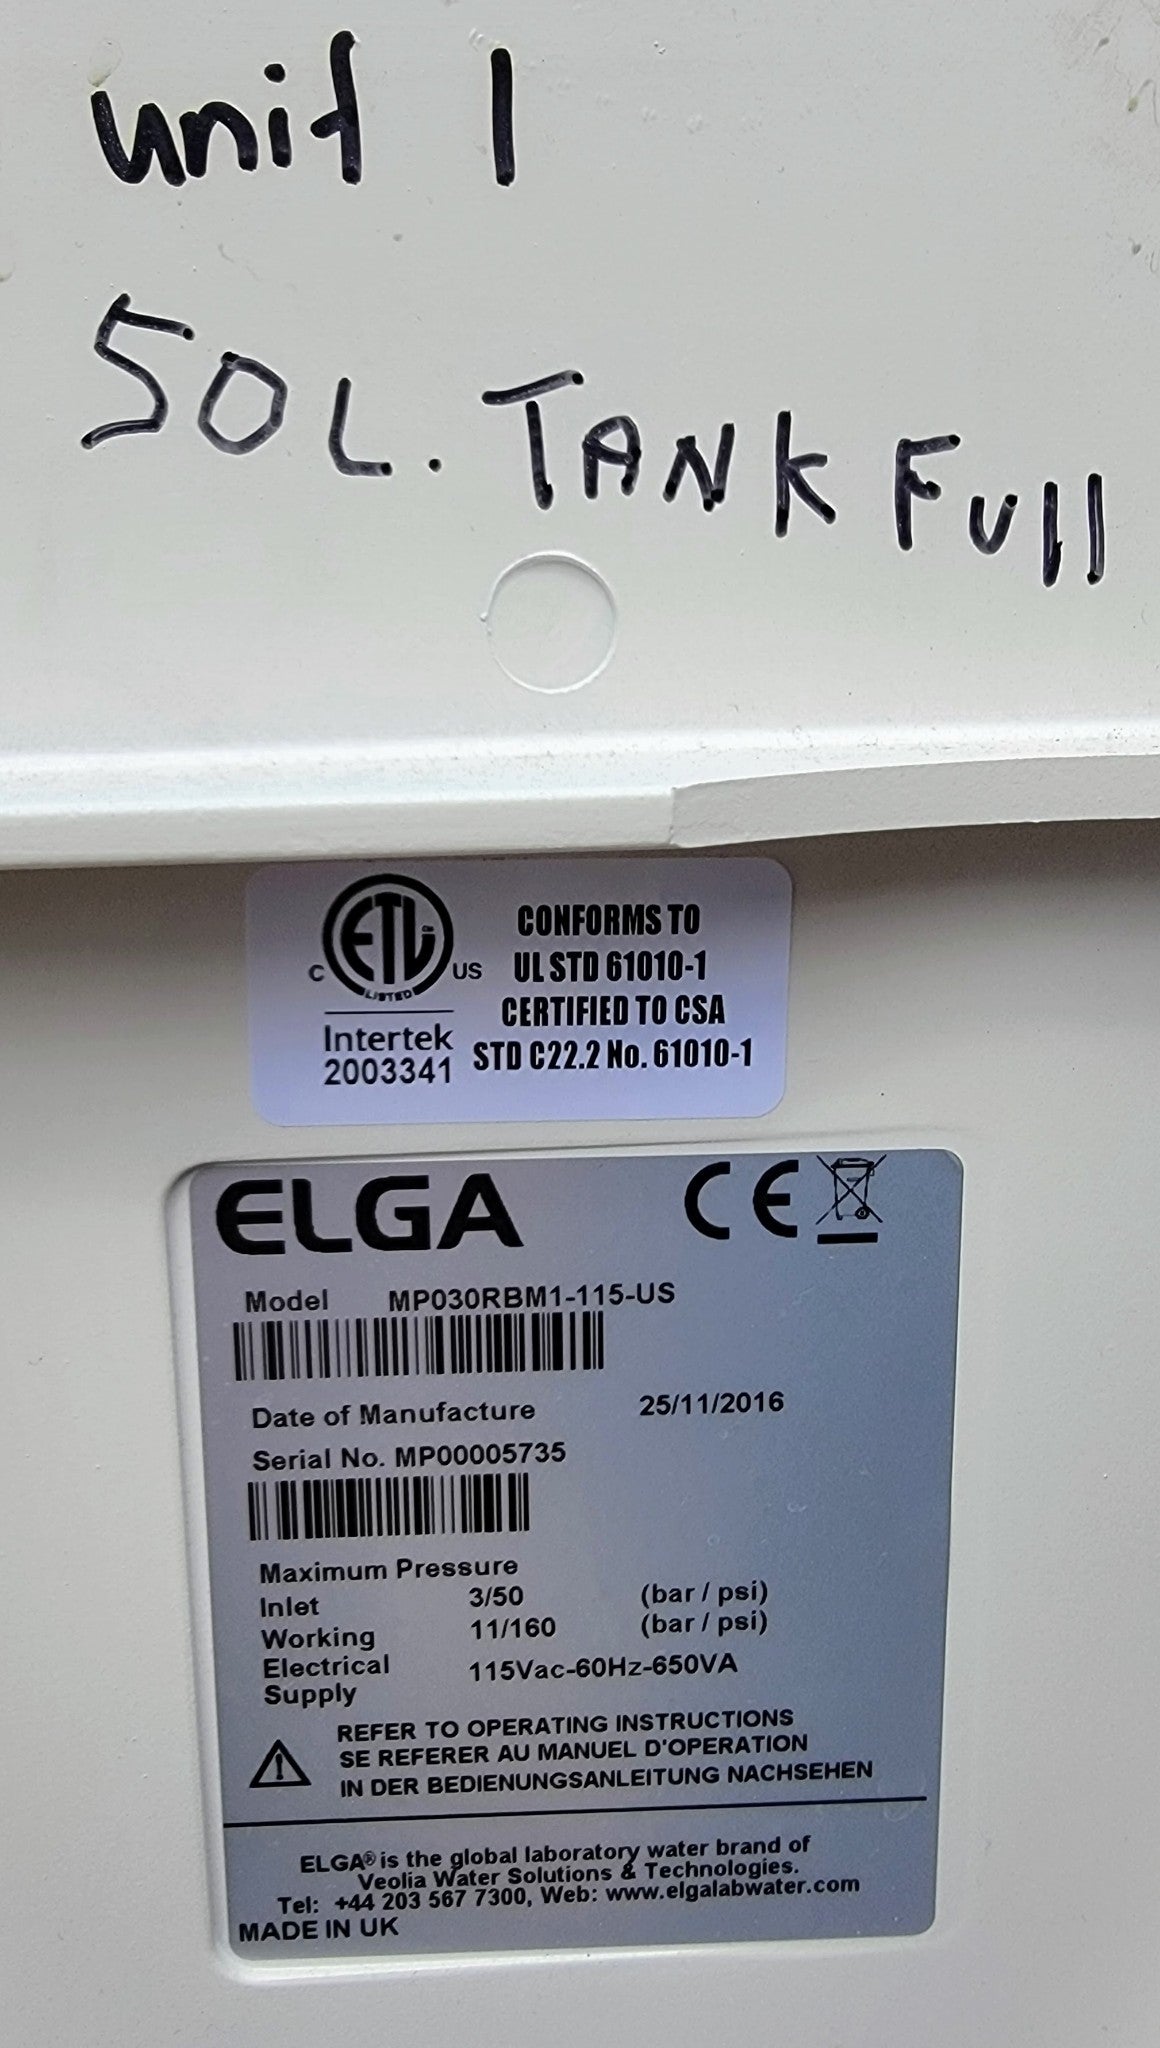 unit 1
50L. TANK Full
C ETL US
LISTED
Intertek
2003341
CONFORMS TO
UL STD 61010-1
CERTIFIED TO CSA
STD C22.2 No. 61010-1
ELGA CE
Model MP030RBM1-115-US
Date of Manufacture 25/11/2016
Serial No. MP00005735
Maximum Pressure
Inlet 3/50 (bar / psi)
Working 11/160 (bar / psi)
Electrical 115Vac-60Hz-650VA
Supply
REFER TO OPERATING INSTRUCTIONS
SE REFERER AU MANUEL D'OPERATION
IN DER BEDIENUNGSANLEITUNG NACHSEHEN
ELGA® is the global laboratory water brand of
Veolia Water Solutions & Technologies.
Tel: +44 203 567 7300, Web: www.elgalabwater.com
MADE IN UK